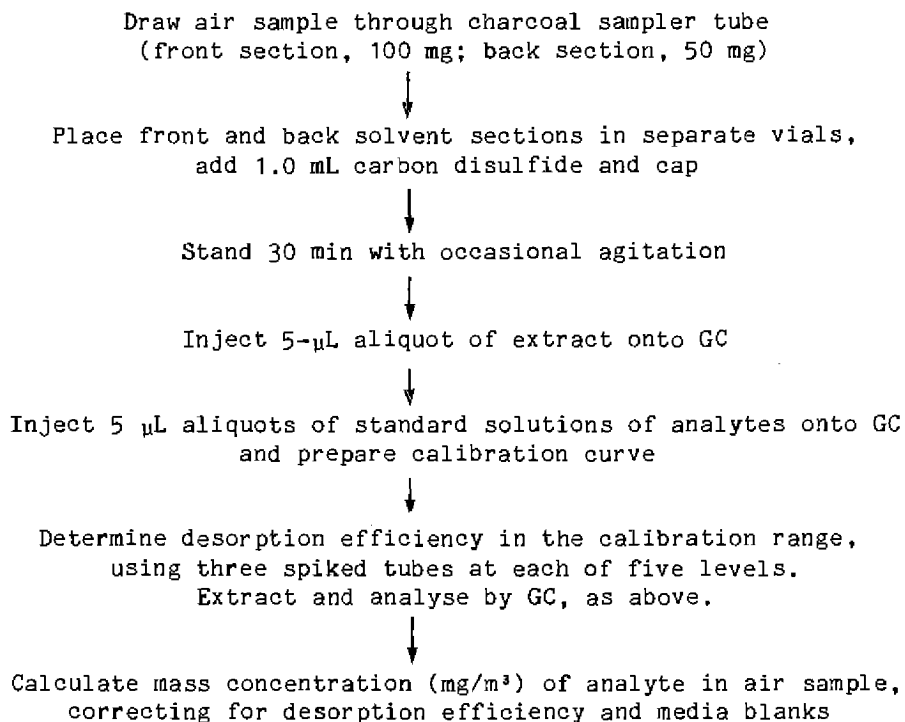 Draw air sample through charcoal sampler tube
(front section, 100 mg; back section, 50 mg)
Place front and back solvent sections in separate vials,
add 1.0 mL carbon disulfide and cap
Stand 30 min with occasional agitation
Inject 5-μL aliquot of extract onto GC
Inject 5 μL aliquots of standard solutions of analytes onto GC
and prepare calibration curve
Determine desorption efficiency in the calibration range,
using three spiked tubes at each of five levels.
Extract and analyse by GC, as above.
Calculate mass concentration (mg/m³) of analyte in air sample,
correcting for desorption efficiency and media blanks